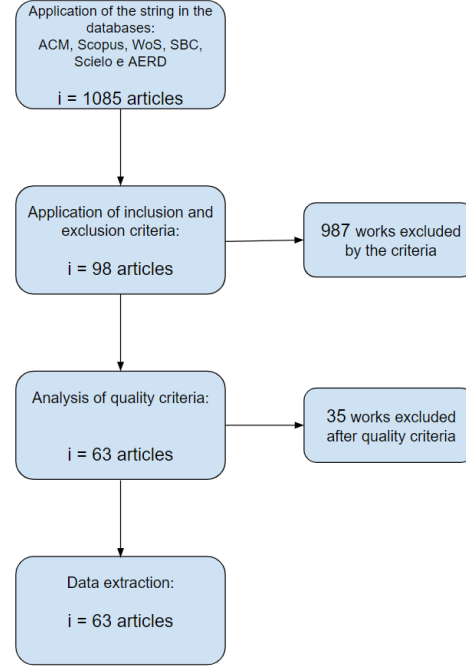 Application of the string in the
databases:
ACM, Scopus, WoS, SBC,
Scielo e AERD
i = 1085 articles
Application of inclusion and
exclusion criteria:
i = 98 articles
987 works excluded
by the criteria
Analysis of quality criteria:
i = 63 articles
35 works excluded
after quality criteria
Data extraction:
i = 63 articles